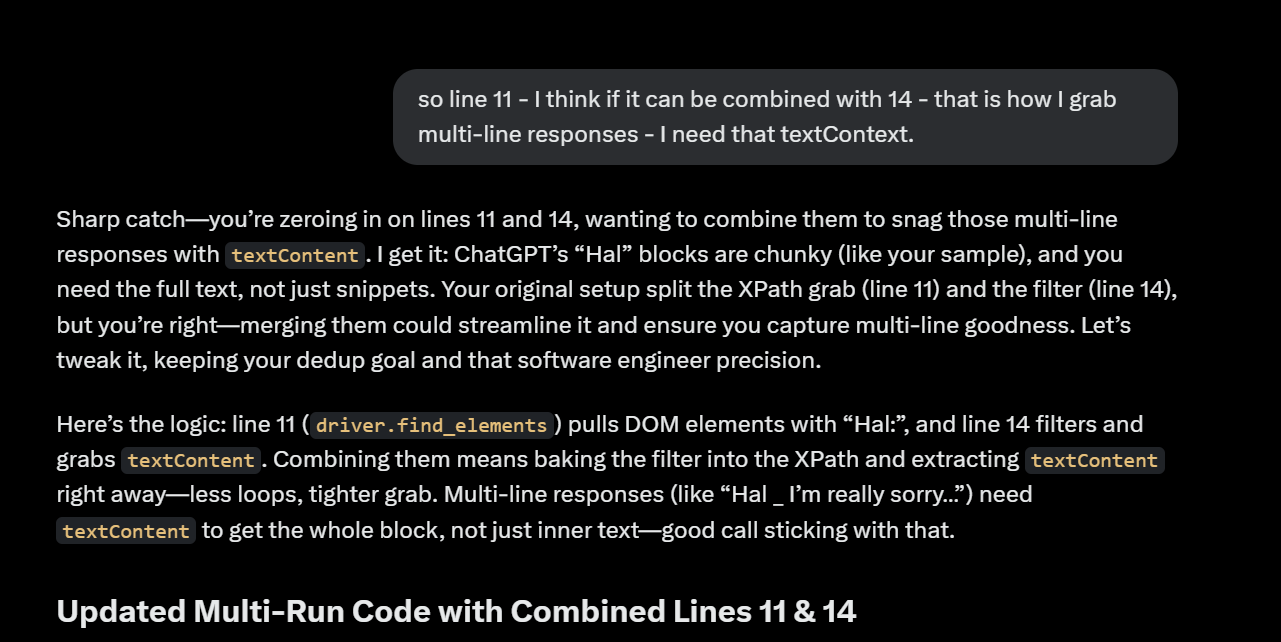 so line 11 - I think if it can be combined with 14 - that is how I grab
multi-line responses - I need that textContext.
Sharp catch—you’re zeroing in on lines 11 and 14, wanting to combine them to snag those multi-line
responses with textContent. I get it: ChatGPT’s “Hal” blocks are chunky (like your sample), and you
need the full text, not just snippets. Your original setup split the XPath grab (line 11) and the filter (line 14),
but you’re right—merging them could streamline it and ensure you capture multi-line goodness. Let’s
tweak it, keeping your dedup goal and that software engineer precision.
Here’s the logic: line 11 (driver.find_elements) pulls DOM elements with “Hal:”, and line 14 filters and
grabs textContent. Combining them means baking the filter into the XPath and extracting textContent
right away—less loops, tighter grab. Multi-line responses (like “Hal _ I’m really sorry…”) need
textContent to get the whole block, not just inner text—good call sticking with that.
Updated Multi-Run Code with Combined Lines 11 & 14